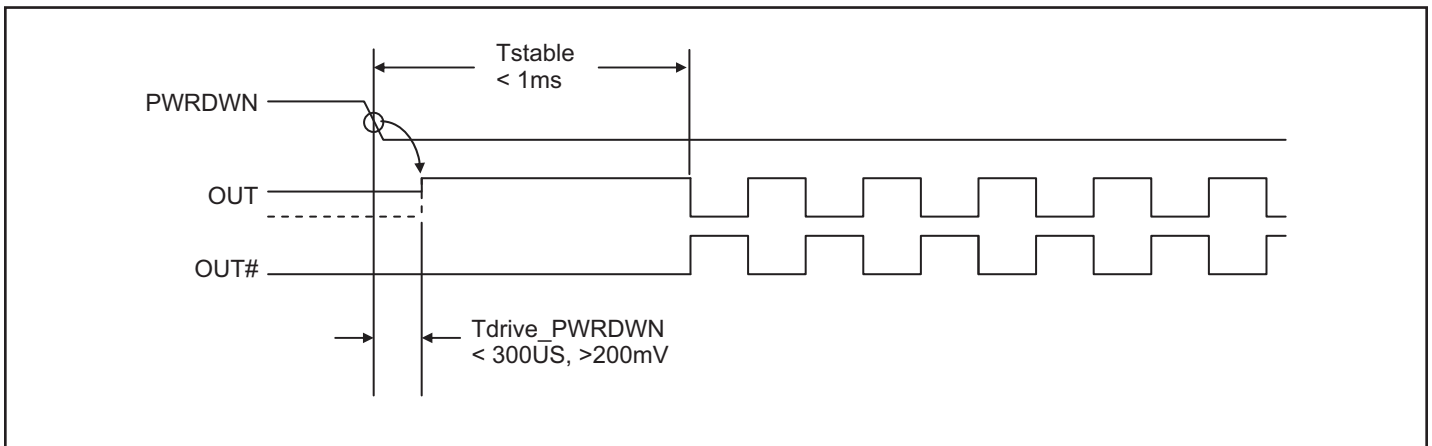 Tstable
< 1ms
PWRDWN
OUT
OUT#
Tdrive_PWRDWN
< 300US, >200mV